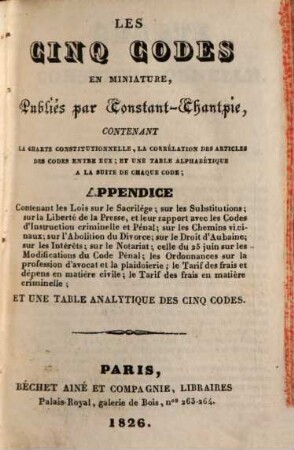 LES
CINQ CODES
EN MINIATURE,
Publiés par Constant-Chantpie,
CONTENANT
LA CHARTE CONSTITUTIONNELLE, LA CORRÉLATION DES ARTICLES
DES CODES ENTRE EUX; ET UNE TABLE ALPHABÉTIQUE
A LA SUITE DE CHAQUE CODE;
APPENDICE
Contenant les Lois sur le Sacrilége; sur les Substitutions;
sur la Liberté de la Presse, et leur rapport avec les Codes
d'Instruction criminelle et Pénal; sur les Chemins vici-
naux; sur l'Abolition du Divorce; sur le Droit d'Aubaine;
sur les Intérêts; sur le Notariat; celle du 25 juin sur les
Modifications du Code Pénal; les Ordonnances sur la
profession d'avocat et la plaidoierie; le Tarif des frais et
dépens en matière civile; le Tarif des frais en matière
criminelle;
ET UNE TABLE ANALYTIQUE DES CINQ CODES.
PARIS,
BÉCHET AINÉ ET COMPAGNIE, LIBRAIRES
Palais-Royal, galerie de Bois, nos 263-264.
1826.